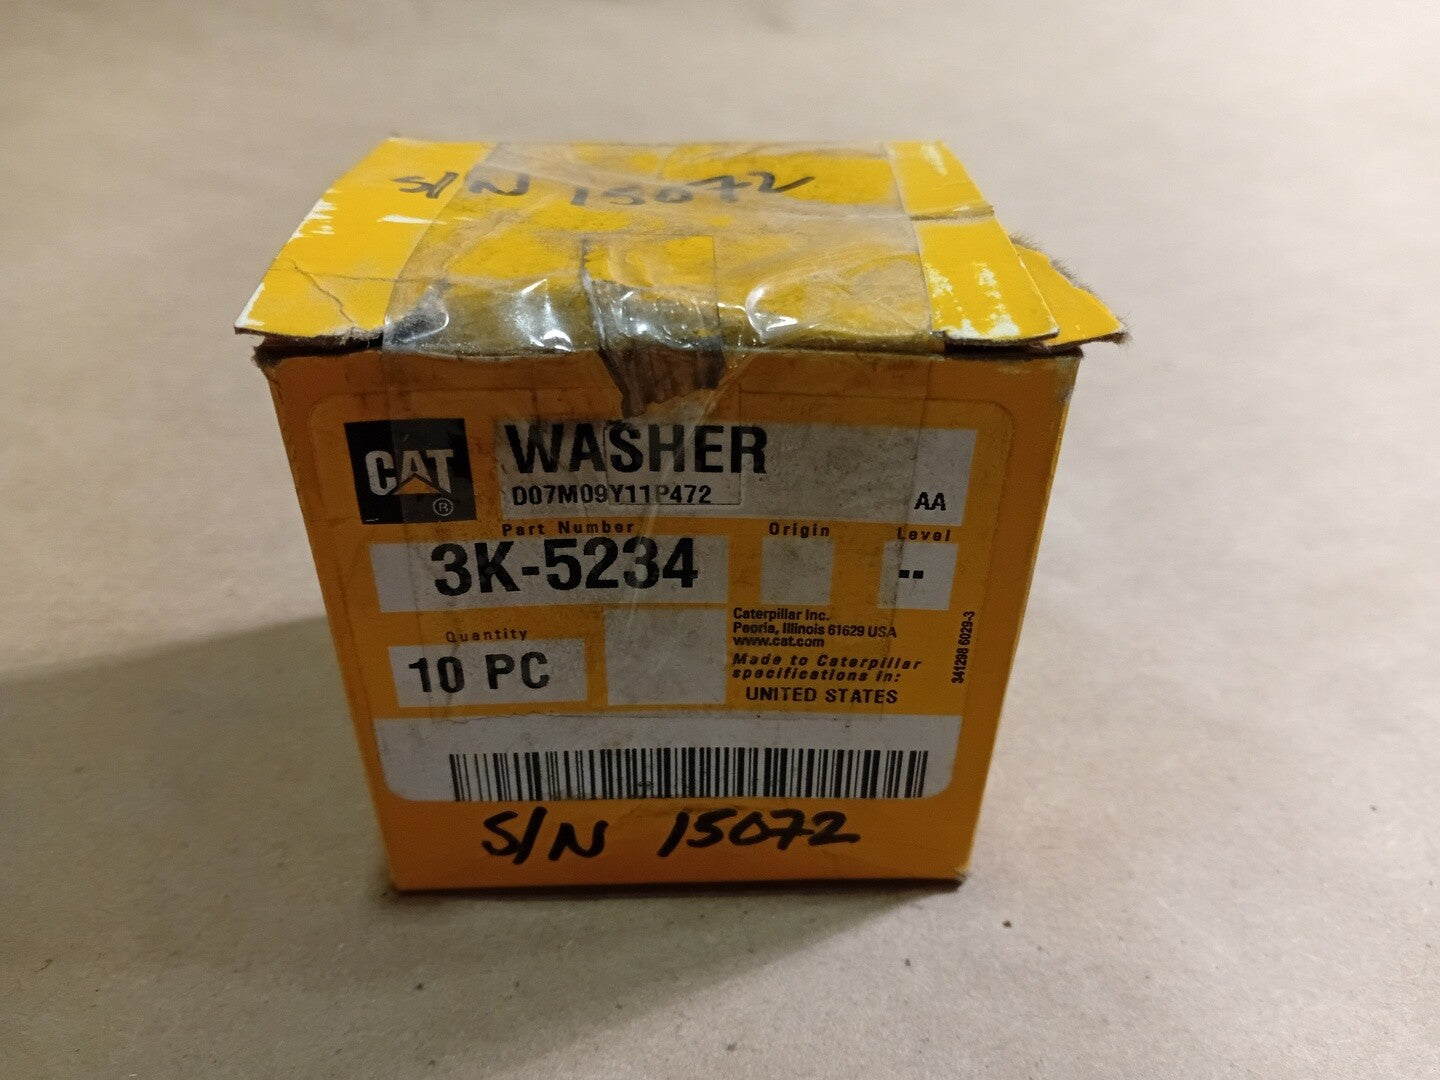 S/N 15072
CAT
®
WASHER
D07M09Y11P472
AA
Part Number
Origin
Level
3K-5234
--
Caterpillar Inc.
Peoria, Illinois 61629 USA
www.cat.com
Quantity
10 PC
Made to Caterpillar
specifications in:
UNITED STATES
341298 6029-3
S/N 15072